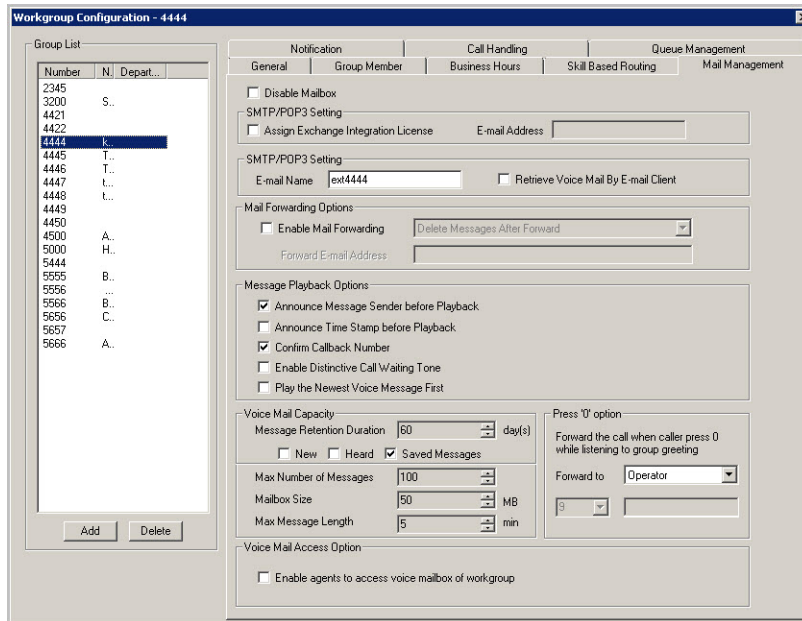 Workgroup Configuration - 4444
Group List
Number N. Depart...
2345
3200 S..
4421
4422
4444 k..
4445 T..
4446 T..
4447 t...
4448 t...
4449
4450
4500 A..
5000 H..
5444
5555 B..
5556 ...
5566 B..
5656 C..
5657
5666 A..
Add Delete
Notification Call Handling Queue Management
General Group Member Business Hours Skill Based Routing Mail Management
Disable Mailbox
SMTP/POP3 Setting
Assign Exchange Integration License E-mail Address
SMTP/POP3 Setting
E-mail Name ext4444 Retrieve Voice Mail By E-mail Client
Mail Forwarding Options
Enable Mail Forwarding Delete Messages After Forward
Forward E-mail Address
Message Playback Options
Announce Message Sender before Playback
Announce Time Stamp before Playback
Confirm Callback Number
Enable Distinctive Call Waiting Tone
Play the Newest Voice Message First
Voice Mail Capacity
Message Retention Duration 60 day(s)
New Heard Saved Messages
Max Number of Messages 100
Mailbox Size 50 MB
Max Message Length 5 min
Press '0' option
Forward the call when caller press 0
while listening to group greeting
Forward to Operator
9
Voice Mail Access Option
Enable agents to access voice mailbox of workgroup